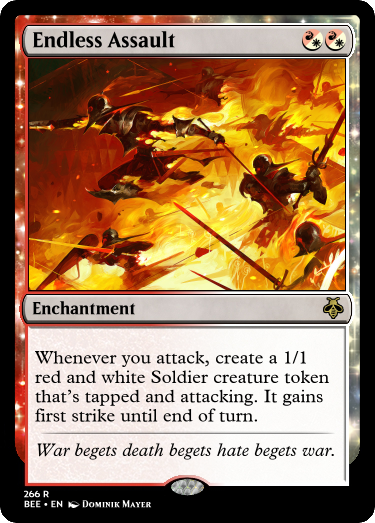 Endless Assault
Enchantment
Whenever you attack, create a 1/1
red and white Soldier creature token
that's tapped and attacking. It gains
first strike until end of turn.
War begets death begets hate begets war.
266 R
BEE • EN Dominik Mayer